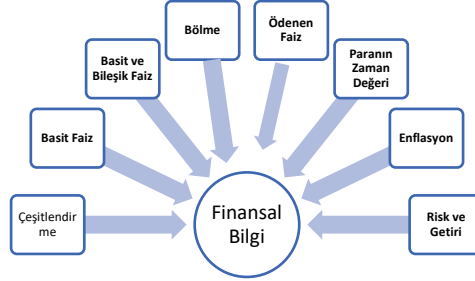 Bölme
Ödenen
Faiz
Basit ve
Bileşik Faiz
Paranın
Zaman
Değeri
Basit Faiz
Enflasyon
Çeşitlendir
me
Finansal
Bilgi
Risk ve
Getiri